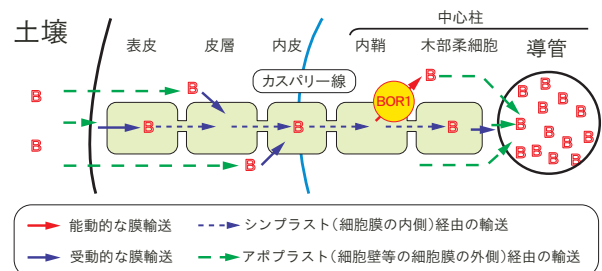 中心柱
土壌 表皮 皮層 内皮 内鞘 木部柔細胞 導管
カスパリー線
B B BOR1 B
B B B B B B B
B B B B B B
B B B B B B
能動的な膜輸送 シンプラスト(細胞膜の内側)経由の輸送
受動的な膜輸送 アポプラスト(細胞壁等の細胞膜の外側)経由の輸送